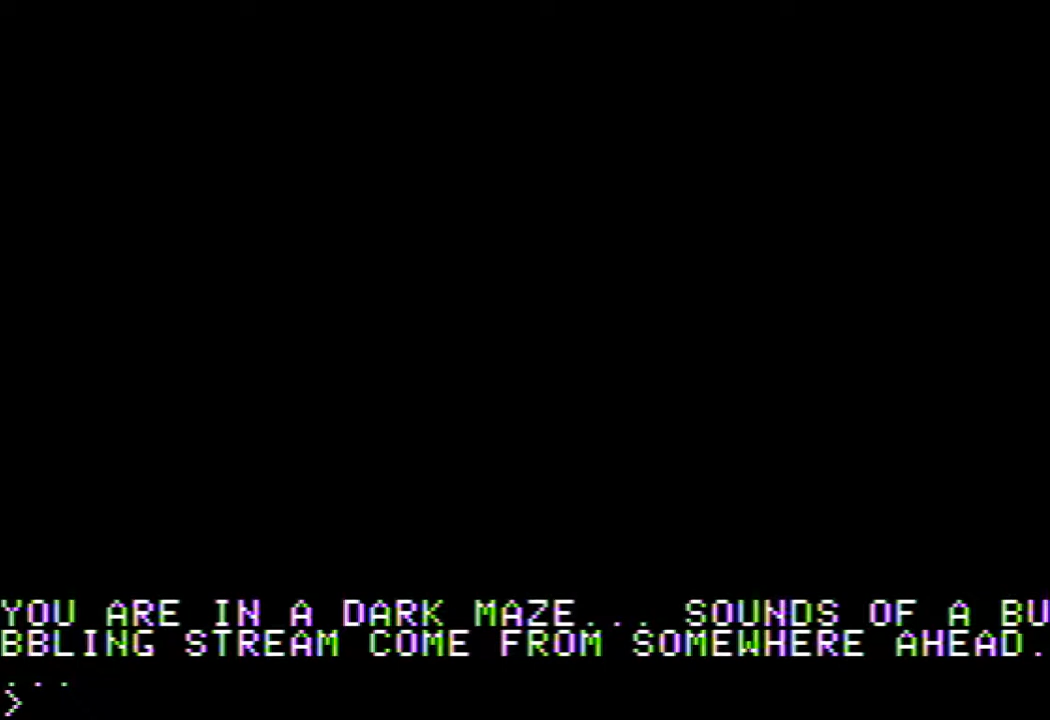 YOU ARE IN A DARK MAZE... SOUNDS OF A BU
BBLING STREAM COME FROM SOMEWHERE AHEAD.
...
>